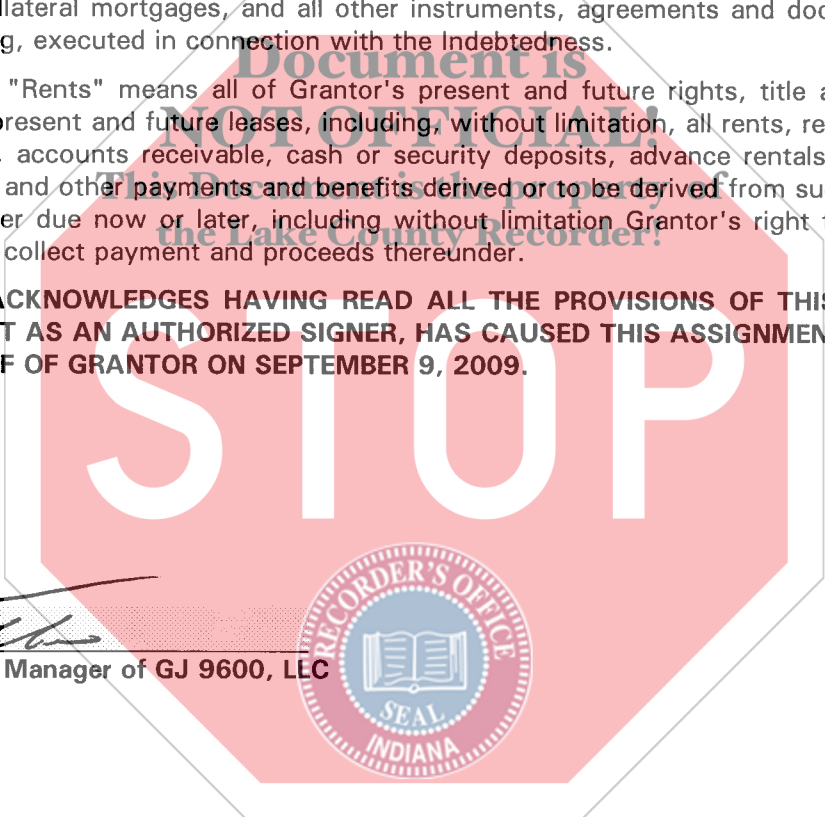 lateral mortgages, and all other instruments, agreements and doc
g, executed in connection with the Indebtedness.
Document is
"Rents" means all of Grantor's present and future rights, title a
NOT OFFICIAL!
resent and future leases, including, without limitation, all rents, re
accounts receivable, cash or security deposits, advance rentals
This Document is the property of
and other payments and benefits derived or to be derived from su
er due now or later, including without limitation Grantor's right t
the Lake County Recorder!
collect payment and proceeds thereunder.
CKNOWLEDGES HAVING READ ALL THE PROVISIONS OF THIS
T AS AN AUTHORIZED SIGNER, HAS CAUSED THIS ASSIGNMEN
F OF GRANTOR ON SEPTEMBER 9, 2009.
STOP
Manager of GJ 9600, LLC
RECORDER'S OFFICE
SEAL
INDIANA